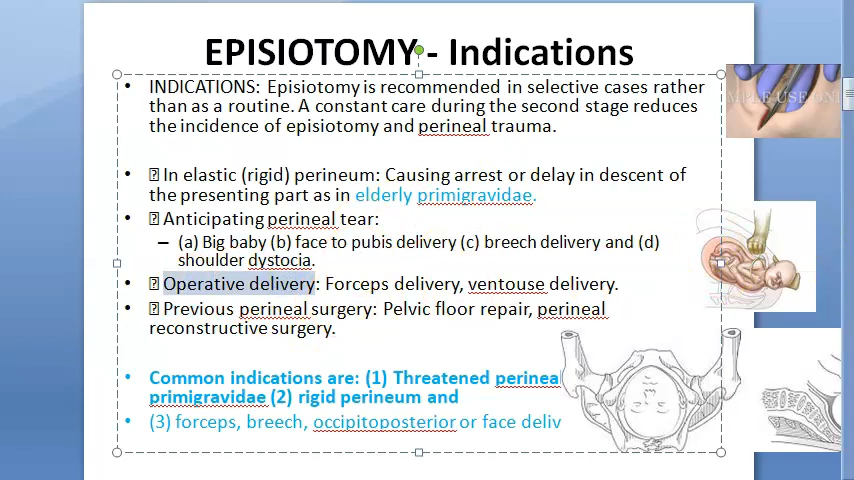 EPISIOTOMY - Indications
• INDICATIONS: Episiotomy is recommended in selective cases rather
than as a routine. A constant care during the second stage reduces
the incidence of episiotomy and perineal trauma.
• In elastic (rigid) perineum: Causing arrest or delay in descent of
the presenting part as in elderly primigravidae.
• Anticipating perineal tear:
– (a) Big baby (b) face to pubis delivery (c) breech delivery and (d)
shoulder dystocia.
• Operative delivery: Forceps delivery, ventouse delivery.
• Previous perineal surgery: Pelvic floor repair, perineal
reconstructive surgery.
• Common indications are: (1) Threatened perineal
primigravidae (2) rigid perineum and
• (3) forceps, breech, occipitoposterior or face deliv
MPLE USE ON